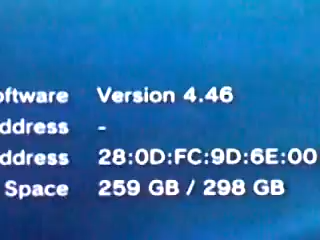 oftware Version 4.46
ddress -
ddress 28:0D:FC:9D:6E:00
Space 259 GB / 298 GB